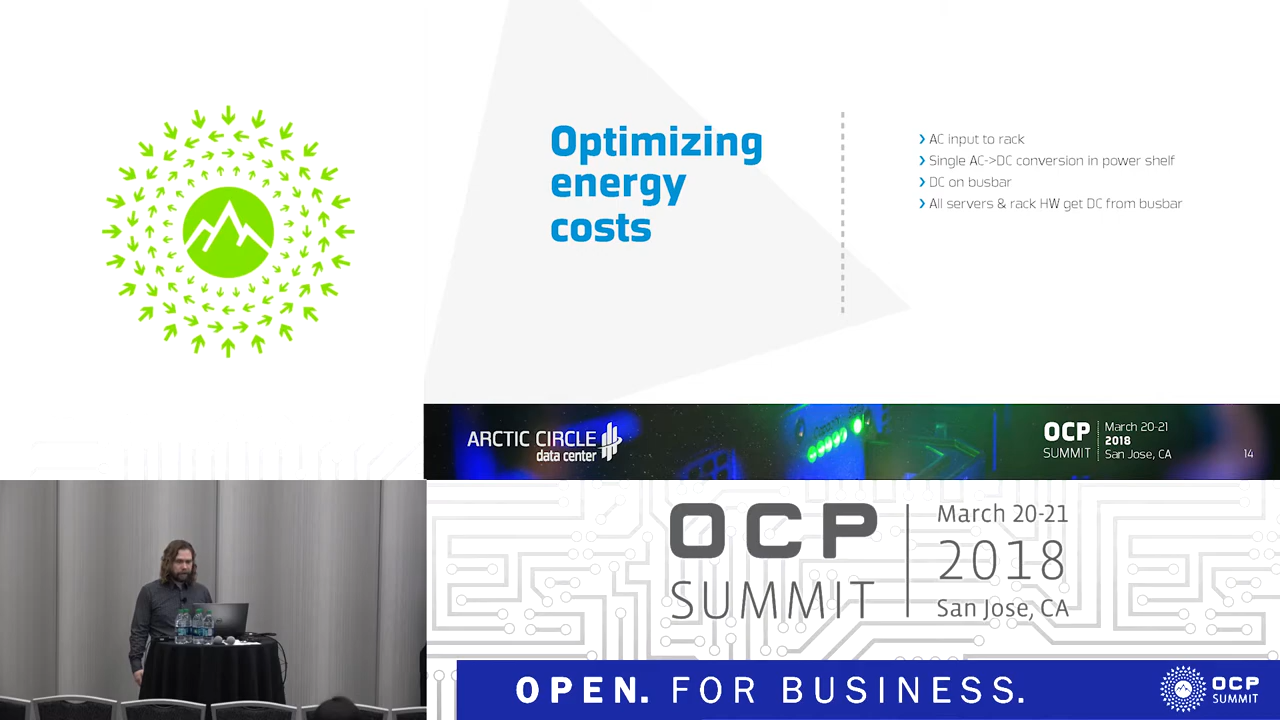 Optimizing
energy
costs
› AC input to rack
› Single AC->DC conversion in power shelf
› DC on busbar
› All servers & rack HW get DC from busbar
ARCTIC CIRCLE
data center
OCP
SUMMIT
March 20-21
2018
San Jose, CA
14
OCP
SUMMIT
March 20-21
2018
San Jose, CA
OPEN. FOR BUSINESS.
OCP
SUMMIT